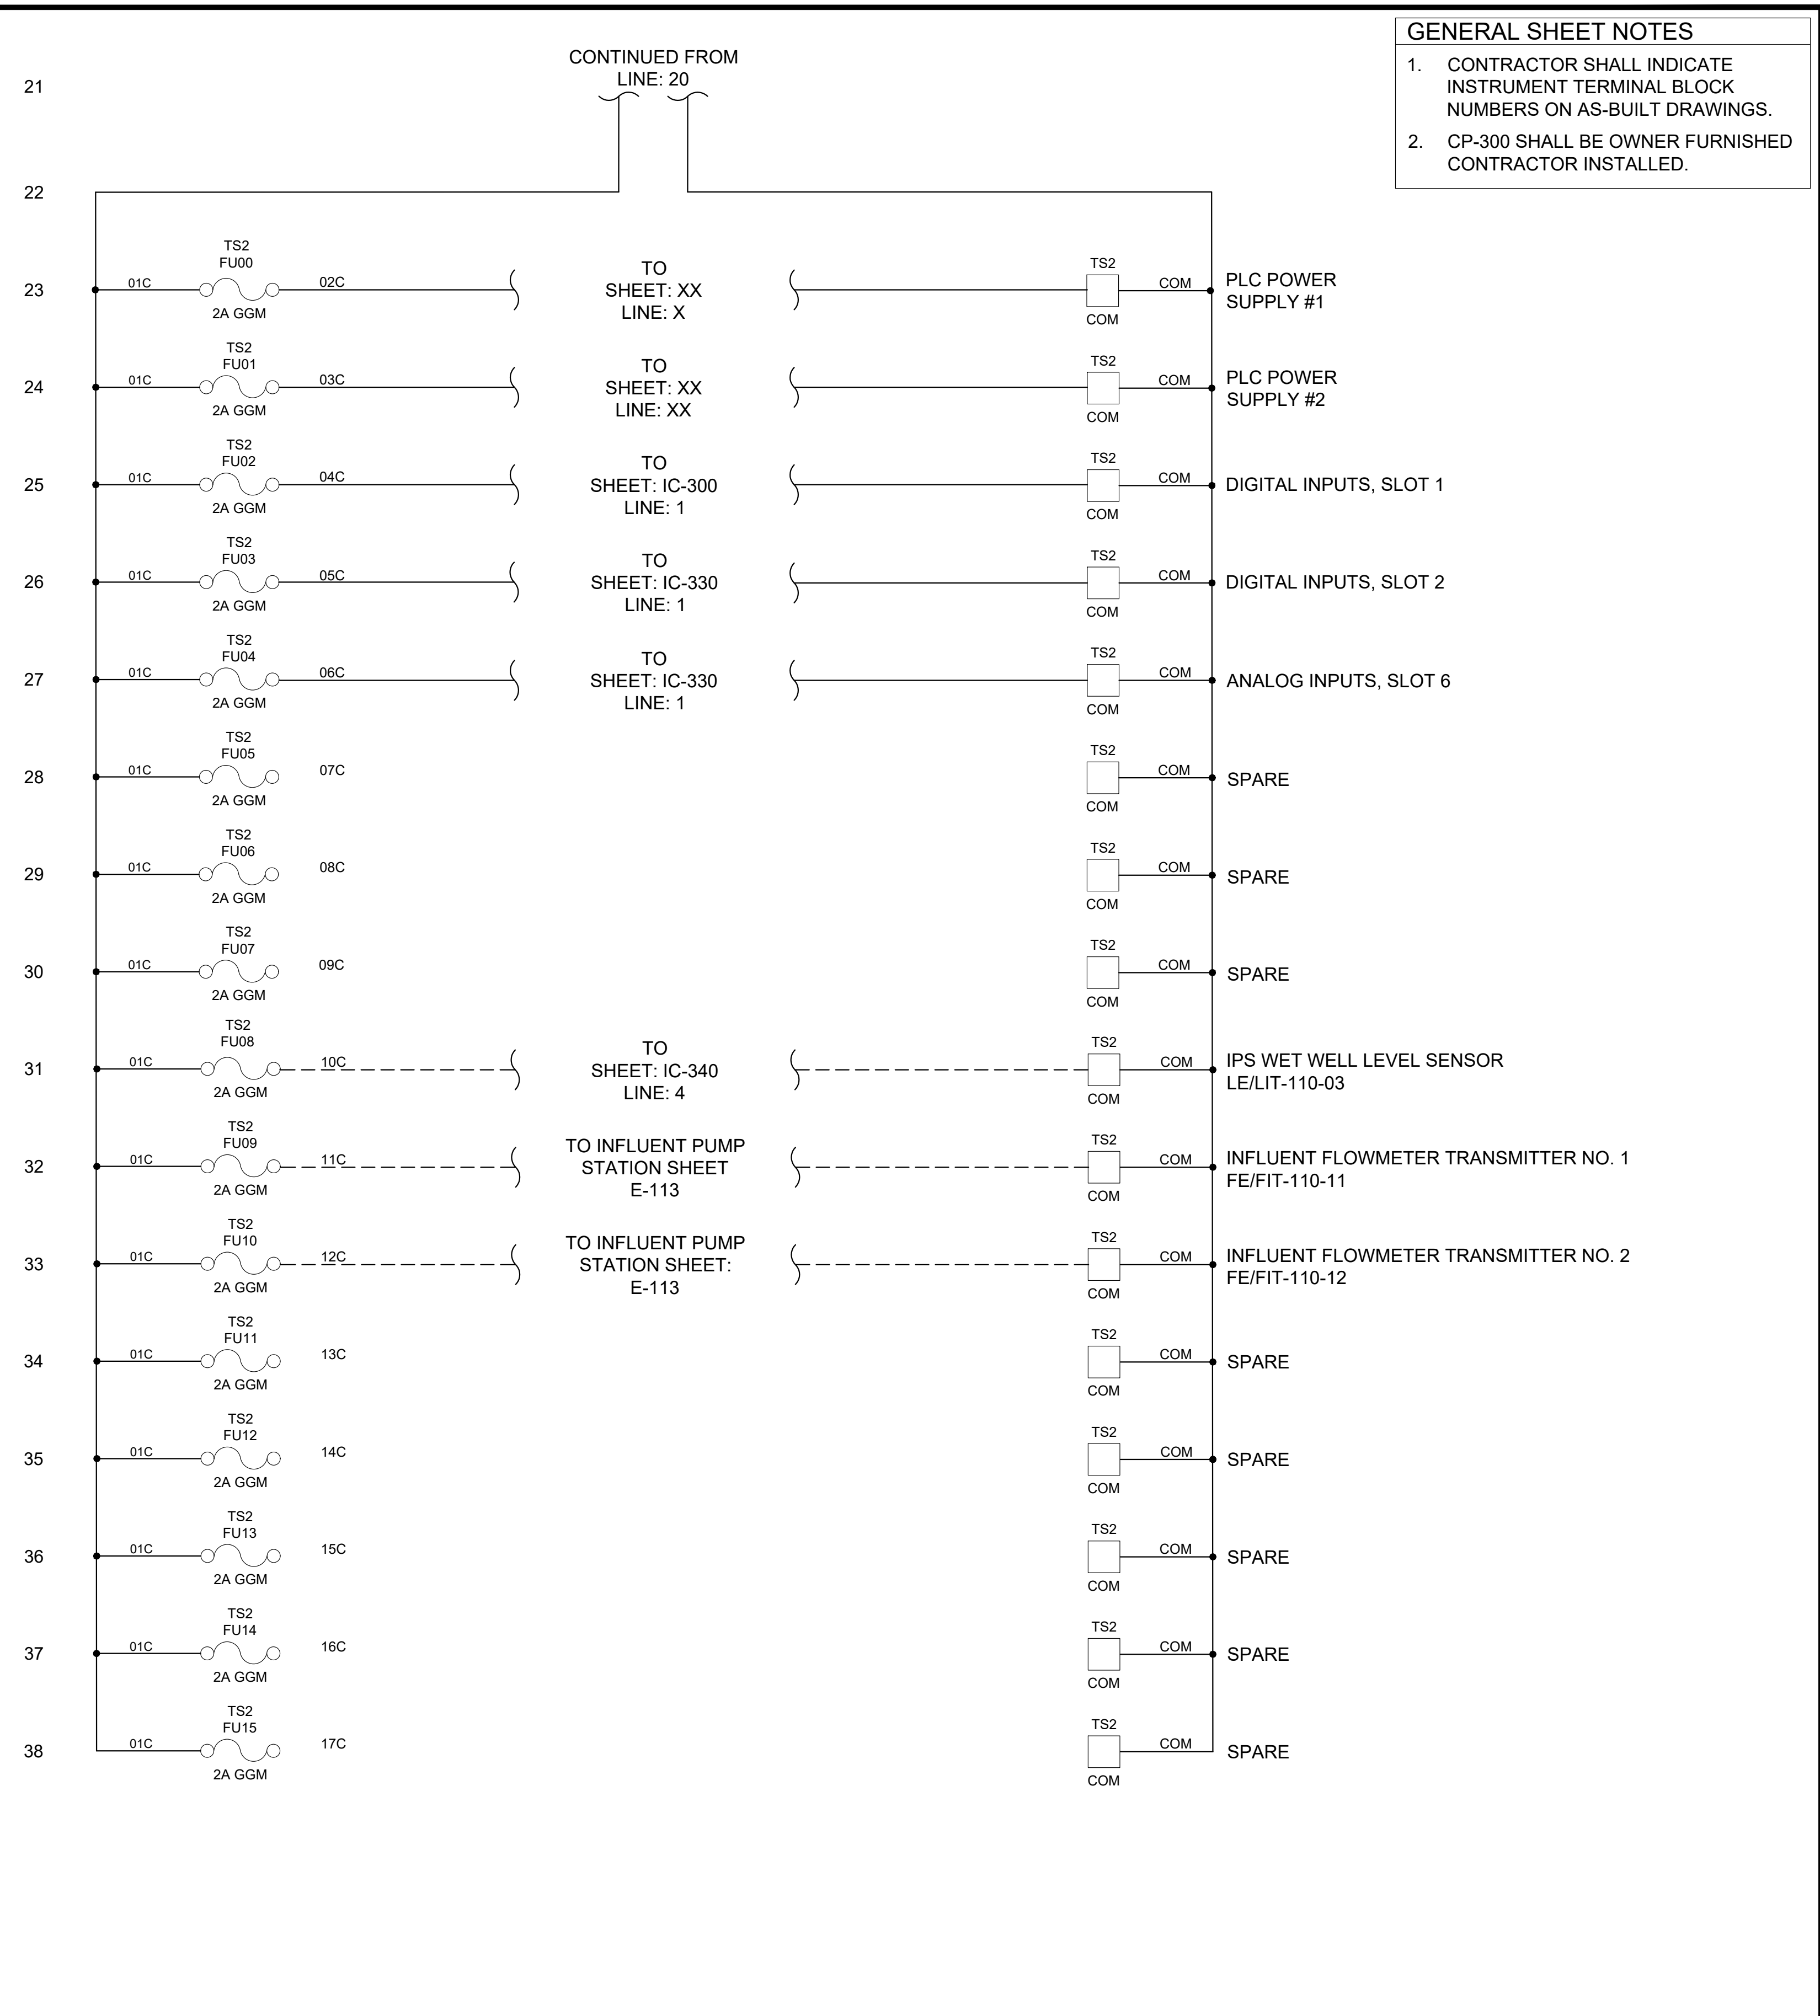 GENERAL SHEET NOTES
1. CONTRACTOR SHALL INDICATE
INSTRUMENT TERMINAL BLOCK
NUMBERS ON AS-BUILT DRAWINGS.
2. CP-300 SHALL BE OWNER FURNISHED
CONTRACTOR INSTALLED.
CONTINUED FROM
LINE: 20
21
22
TS2
FU00
23 01C 02C
2A GGM
TO
SHEET: XX
LINE: X
TS2
COM
COM
PLC POWER
SUPPLY #1
TS2
FU01
24 01C 03C
2A GGM
TO
SHEET: XX
LINE: XX
TS2
COM
COM
PLC POWER
SUPPLY #2
TS2
FU02
25 01C 04C
2A GGM
TO
SHEET: IC-300
LINE: 1
TS2
COM
COM
DIGITAL INPUTS, SLOT 1
TS2
FU03
26 01C 05C
2A GGM
TO
SHEET: IC-330
LINE: 1
TS2
COM
COM
DIGITAL INPUTS, SLOT 2
TS2
FU04
27 01C 06C
2A GGM
TO
SHEET: IC-330
LINE: 1
TS2
COM
COM
ANALOG INPUTS, SLOT 6
TS2
FU05
28 01C 07C
2A GGM
TS2
COM
COM
SPARE
TS2
FU06
29 01C 08C
2A GGM
TS2
COM
COM
SPARE
TS2
FU07
30 01C 09C
2A GGM
TS2
COM
COM
SPARE
TS2
FU08
31 01C 10C
2A GGM
TO
SHEET: IC-340
LINE: 4
TS2
COM
COM
IPS WET WELL LEVEL SENSOR
LE/LIT-110-03
TS2
FU09
32 01C 11C
2A GGM
TO INFLUENT PUMP
STATION SHEET
E-113
TS2
COM
COM
INFLUENT FLOWMETER TRANSMITTER NO. 1
FE/FIT-110-11
TS2
FU10
33 01C 12C
2A GGM
TO INFLUENT PUMP
STATION SHEET:
E-113
TS2
COM
COM
INFLUENT FLOWMETER TRANSMITTER NO. 2
FE/FIT-110-12
TS2
FU11
34 01C 13C
2A GGM
TS2
COM
COM
SPARE
TS2
FU12
35 01C 14C
2A GGM
TS2
COM
COM
SPARE
TS2
FU13
36 01C 15C
2A GGM
TS2
COM
COM
SPARE
TS2
FU14
37 01C 16C
2A GGM
TS2
COM
COM
SPARE
TS2
FU15
38 01C 17C
2A GGM
TS2
COM
COM
SPARE